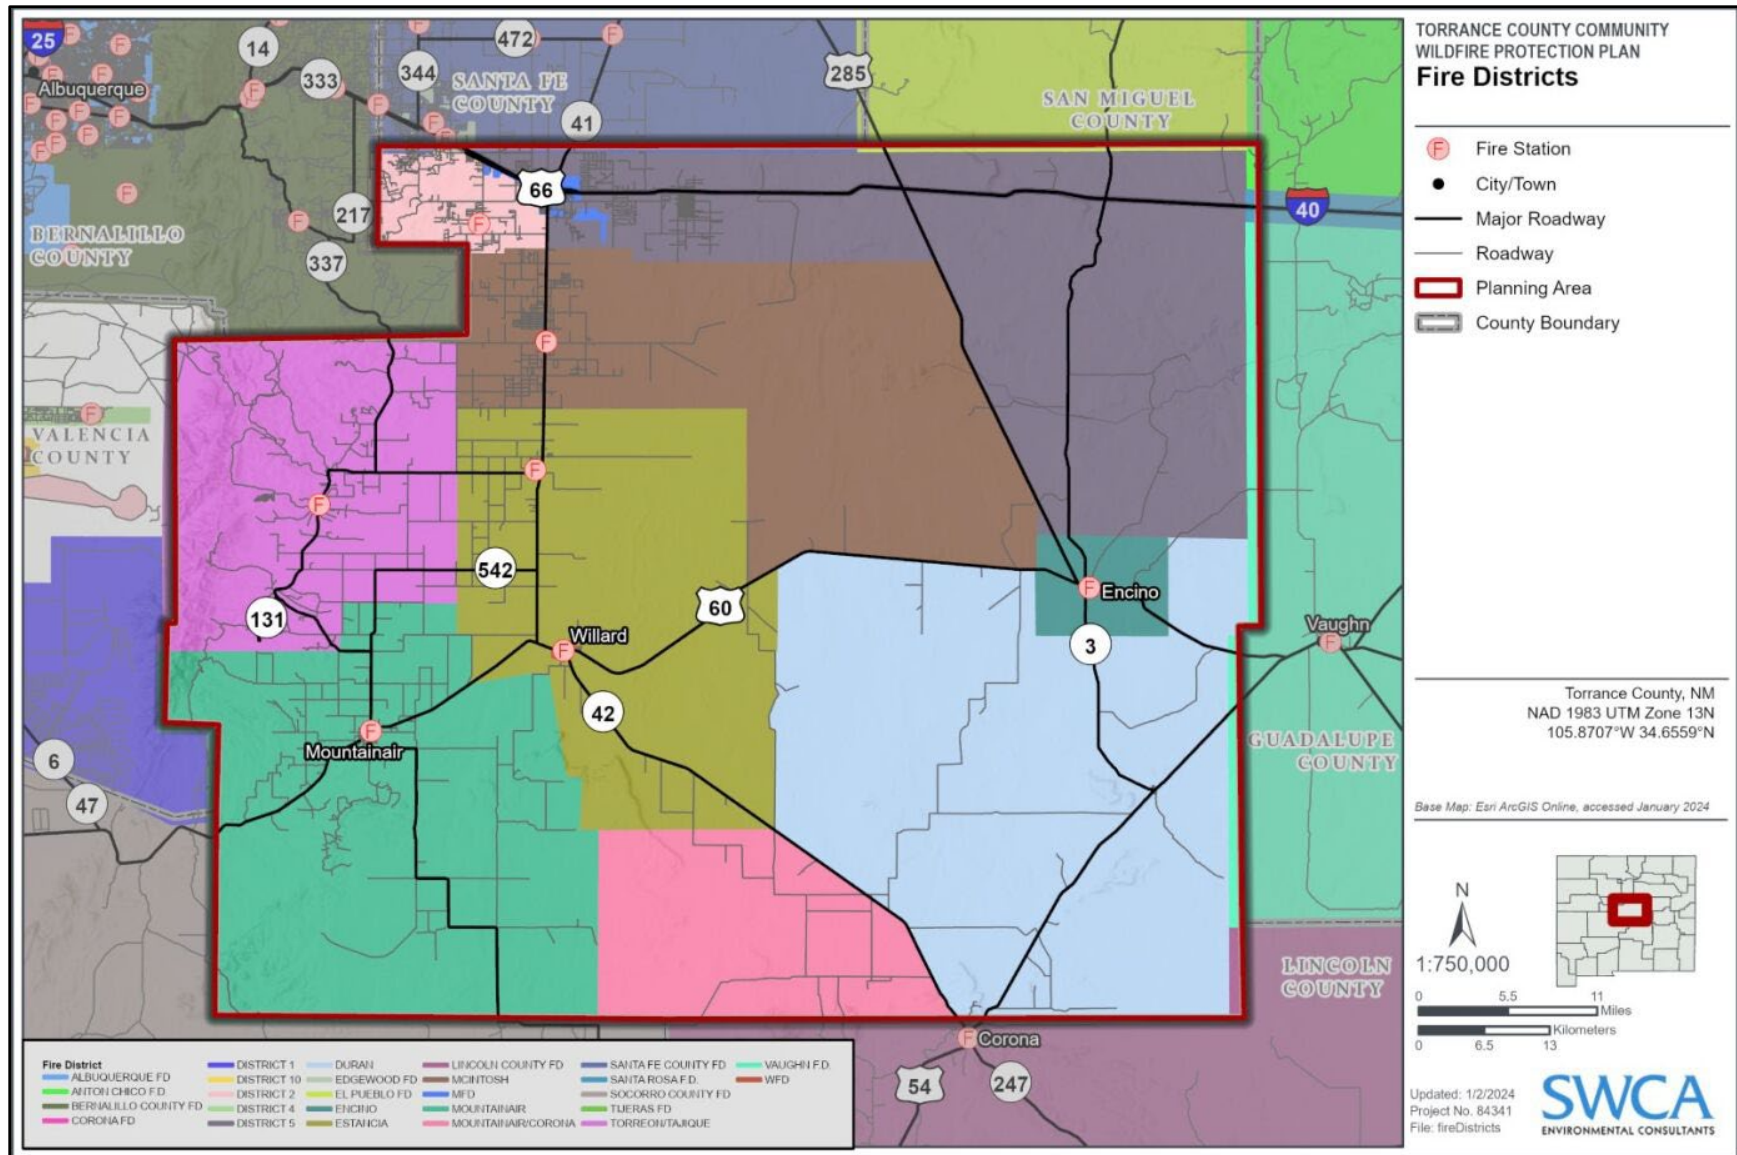 TORRANCE COUNTY COMMUNITY
WILDFIRE PROTECTION PLAN
Fire Districts
F Fire Station
City/Town
Major Roadway
Roadway
Planning Area
County Boundary
Torrance County, NM
NAD 1983 UTM Zone 13N
105.8707°W 34.6559°N
Base Map: Esri ArcGIS Online, accessed January 2024
N
1:750,000
0 5.5 11
Miles
Kilometers
0 6.5 13
Updated: 1/2/2024
Project No. 84341
File: fireDistricts
SWCA
ENVIRONMENTAL CONSULTANTS
25
14
333
344
472
41
285
Albuquerque
SANTA FE
COUNTY
SAN MIGUEL
COUNTY
66
40
217
337
BERNALILLO
COUNTY
VALENCIA
COUNTY
542
131
60
Willard
Encino
3
Vaughn
42
Mountainair
6
47
GUADALUPE
COUNTY
LINCOLN
COUNTY
Corona
54
247
Fire District
ALBUQUERQUE FD
ANTON CHICO F.D.
BERNALILLO COUNTY FD
CORONA FD
DISTRICT 1
DISTRICT 10
DISTRICT 2
DISTRICT 4
DISTRICT 5
DURAN
EDGEWOOD FD
EL PUEBLO FD
ENCINO
ESTANCIA
LINCOLN COUNTY FD
MCINTOSH
MFD
MOUNTAINAIR
MOUNTAINAIR/CORONA
SANTA FE COUNTY FD
SANTA ROSA F.D.
SOCORRO COUNTY FD
TIJERAS FD
TORREON/TAJIQUE
VAUGHN F.D.
WFD